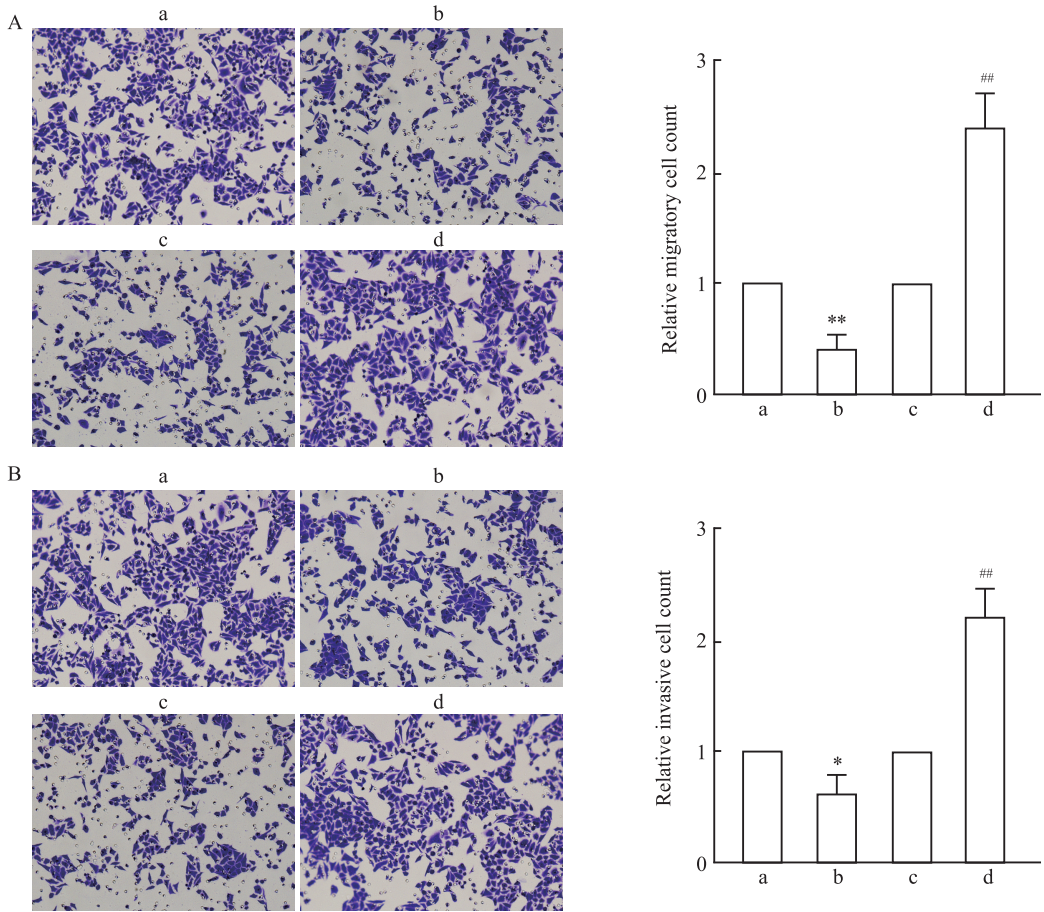 A
a
b
c
d
Relative migratory cell count
3
2
1
0
**
##
a
b
c
d
B
a
b
c
d
Relative invasive cell count
3
2
1
0
*
##
a
b
c
d